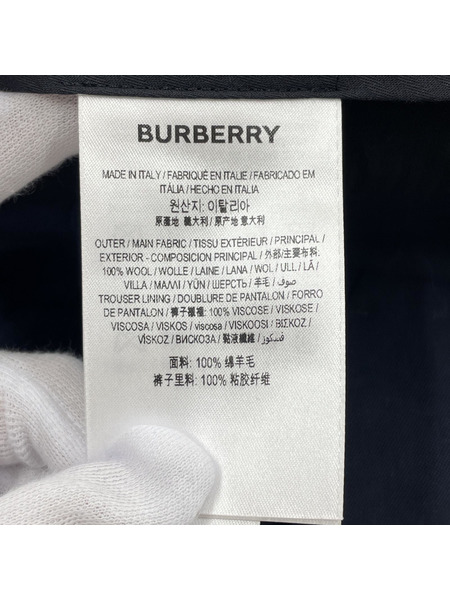 BURBERRY
MADE IN ITALY / FABRIQUÉ EN ITALIE / FABRICADO EM
ITÁLIA / HECHO EN ITALIA
원산지: 이탈리아
原產地 義大利 / 原产地 意大利
OUTER / MAIN FABRIC / TISSU EXTÉRIEUR / PRINCIPAL /
EXTERIOR - COMPOSICIÓN PRINCIPAL / 外部/主要布料:
100% WOOL / WOLLE / LAINE / LANA / WOL / ULL / LÃ /
VILLA / ΜΑΛΛΙ / YÜN / ШЕРСТЬ / 羊毛 / صوف /
TROUSER LINING / DOUBLURE DE PANTALON / FORRO
DE PANTALON / 褲子襯裡: 100% VISCOSE / VISKOSE /
VISCOSA / VISKOS / viscosa / VISKOOSI / ΒΙΣΚΟΖ /
VİSKOZ / ВИСКОЗА / 黏液纖維 / فسكوز
面料: 100% 绵羊毛
裤子里料: 100% 粘胶纤维